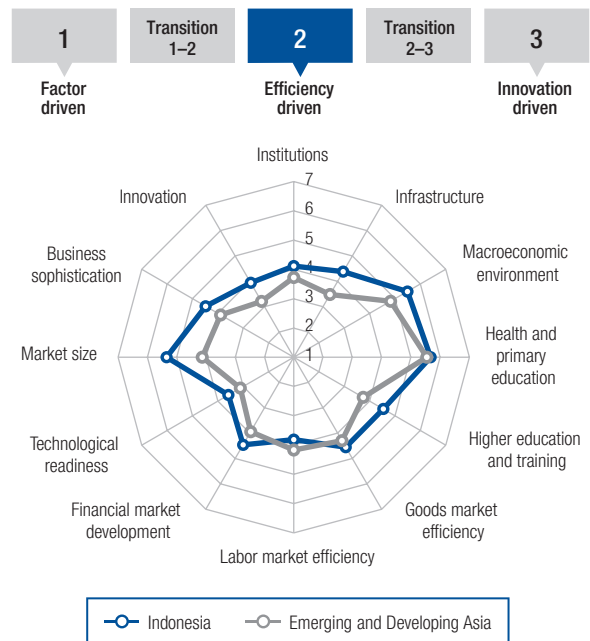 1
Transition
1–2
2
Transition
2–3
3
Factor
driven
Efficiency
driven
Innovation
driven
Institutions
7
Innovation
6
Infrastructure
5
Business
sophistication
4
Macroeconomic
environment
3
2
Market size
1
Health and
primary
education
Technological
readiness
Higher education
and training
Financial market
development
Goods market
efficiency
Labor market efficiency
Indonesia
Emerging and Developing Asia